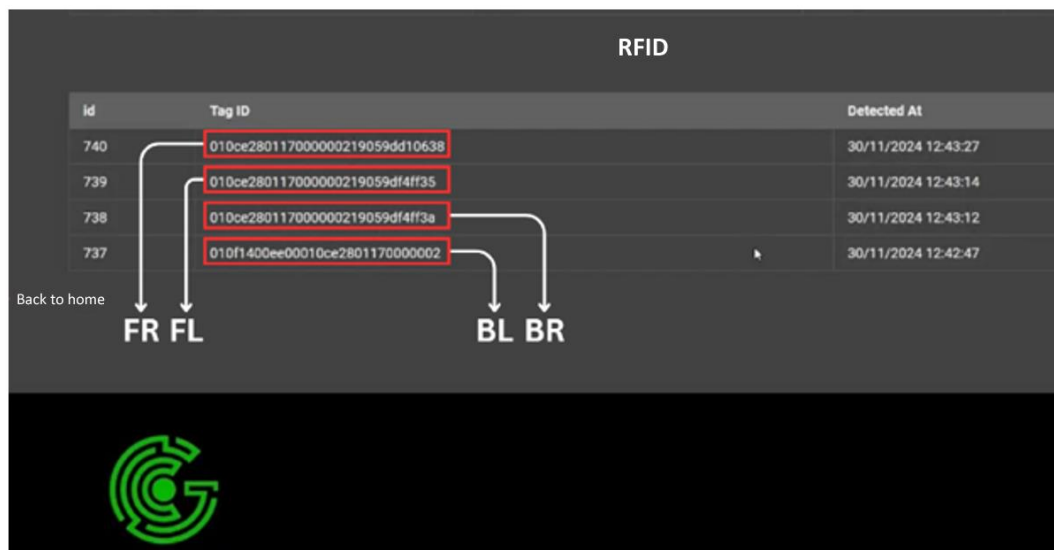 RFID
id Tag ID Detected At
740 010ce280117000000219059dd10638 30/11/2024 12:43:27
739 010ce280117000000219059df4ff35 30/11/2024 12:43:14
738 010ce280117000000219059df4ff3a 30/11/2024 12:43:12
737 010f1400ee00010ce2801170000002 30/11/2024 12:42:47
Back to home
FR FL BL BR